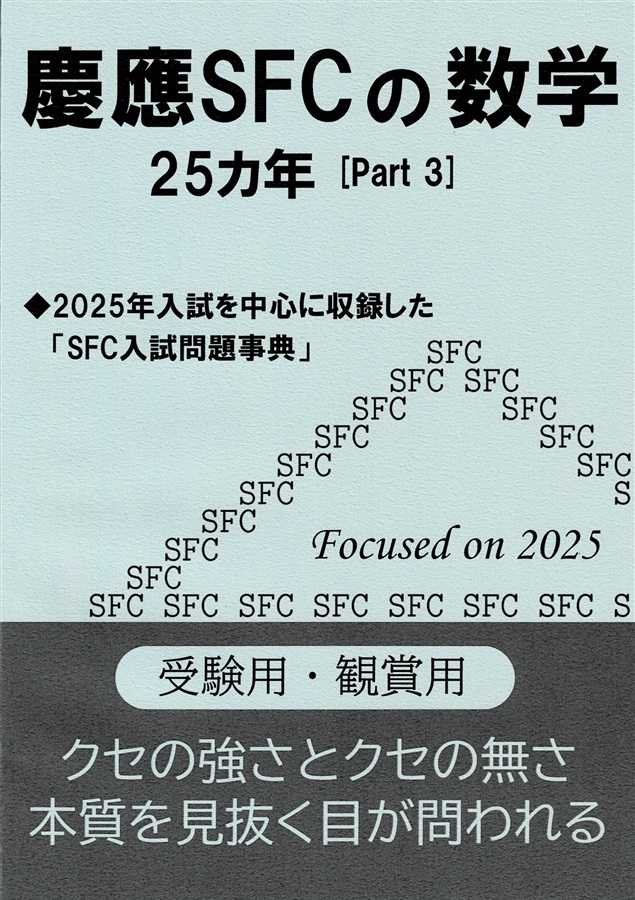 慶應SFCの数学
25カ年 [Part 3]
◆2025年入試を中心に収録した
「SFC入試問題事典」
SFC
SFC SFC
SFC SFC
SFC SFC
SFC SFC
SFC S
SFC
SFC
SFC
Focused on 2025
SFC SFC SFC SFC SFC SFC SFC S
受験用・観賞用
クセの強さとクセの無さ
本質を見抜く目が問われる